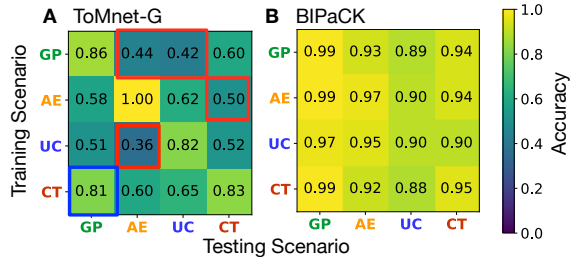 A ToMnet-G
B BIPaCK
Training Scenario
GP 0.86 0.44 0.42 0.60
AE 0.58 1.00 0.62 0.50
UC 0.51 0.36 0.82 0.52
CT 0.81 0.60 0.65 0.83
GP AE UC CT
GP 0.99 0.93 0.89 0.94
AE 0.99 0.97 0.90 0.94
UC 0.97 0.95 0.90 0.90
CT 0.99 0.92 0.88 0.95
GP AE UC CT
Testing Scenario
1.0
0.8
0.6
0.4
0.2
0.0
Accuracy